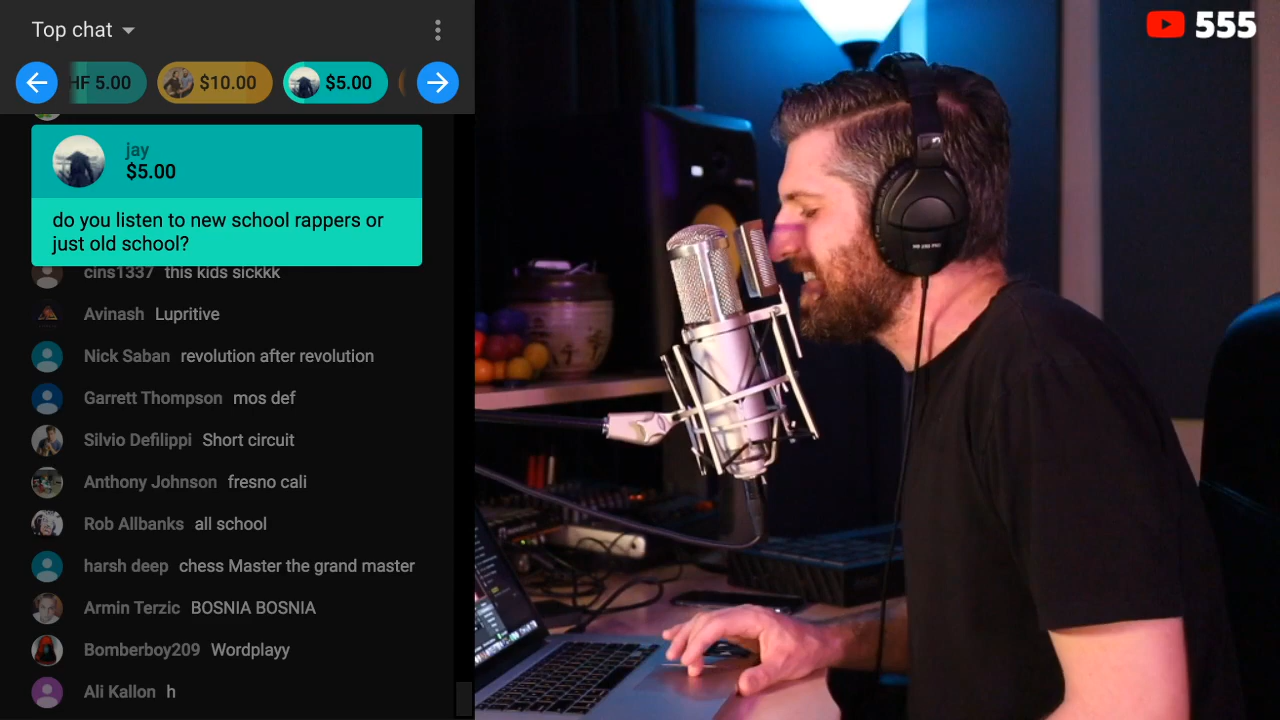 Top chat
HF 5.00
$10.00
$5.00
555
jay
$5.00
do you listen to new school rappers or
just old school?
cins1337 this kids sickkk
Avinash Lupritive
Nick Saban revolution after revolution
Garrett Thompson mos def
Silvio Defilippi Short circuit
Anthony Johnson fresno cali
Rob Allbanks all school
harsh deep chess Master the grand master
Armin Terzic BOSNIA BOSNIA
Bomberboy209 Wordplayy
Ali Kallon h